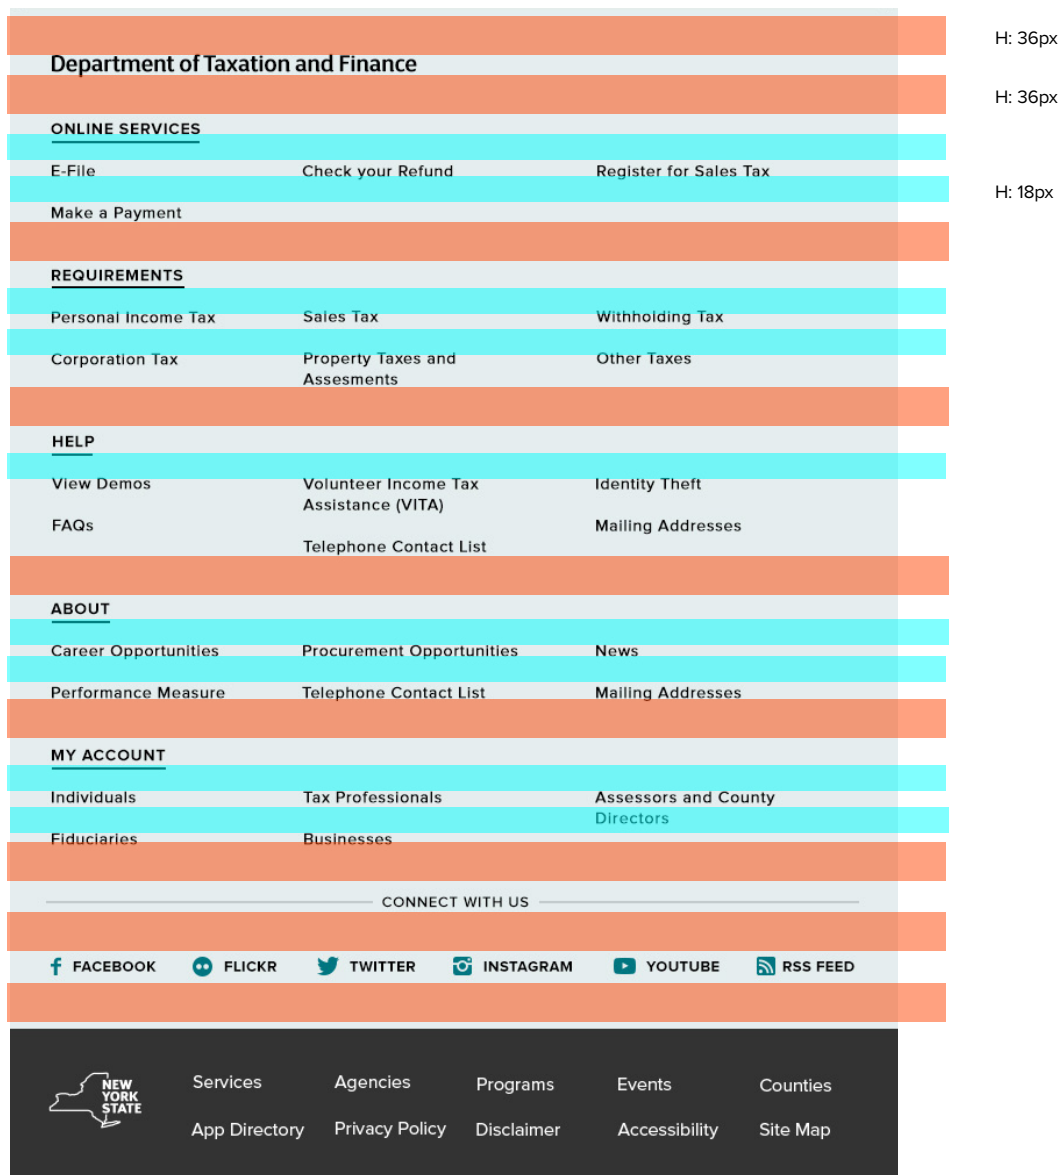 H: 36px
Department of Taxation and Finance
H: 36px
ONLINE SERVICES
E-File Check your Refund Register for Sales Tax
H: 18px
Make a Payment
REQUIREMENTS
Personal Income Tax Sales Tax Withholding Tax
Corporation Tax Property Taxes and Other Taxes
Assesments
HELP
View Demos Volunteer Income Tax Identity Theft
Assistance (VITA)
FAQs Mailing Addresses
Telephone Contact List
ABOUT
Career Opportunities Procurement Opportunities News
Performance Measure Telephone Contact List Mailing Addresses
MY ACCOUNT
Individuals Tax Professionals Assessors and County
Directors
Fiduciaries Businesses
CONNECT WITH US
FACEBOOK FLICKR TWITTER INSTAGRAM YOUTUBE RSS FEED
NEW
YORK
STATE
Services Agencies Programs Events Counties
App Directory Privacy Policy Disclaimer Accessibility Site Map